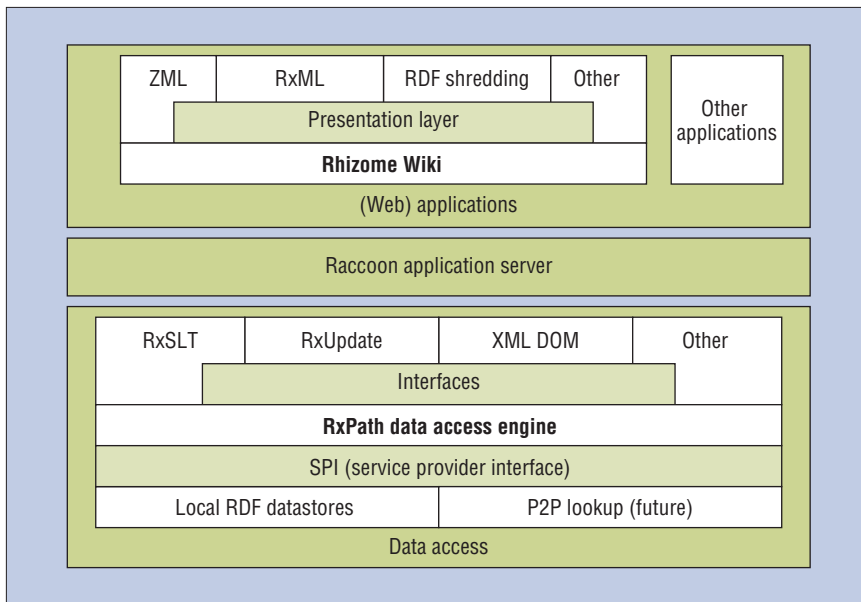 ZML RxML RDF shredding Other
Presentation layer
Rhizome Wiki
Other
applications
(Web) applications
Raccoon application server
RxSLT RxUpdate XML DOM Other
Interfaces
RxPath data access engine
SPI (service provider interface)
Local RDF datastores P2P lookup (future)
Data access